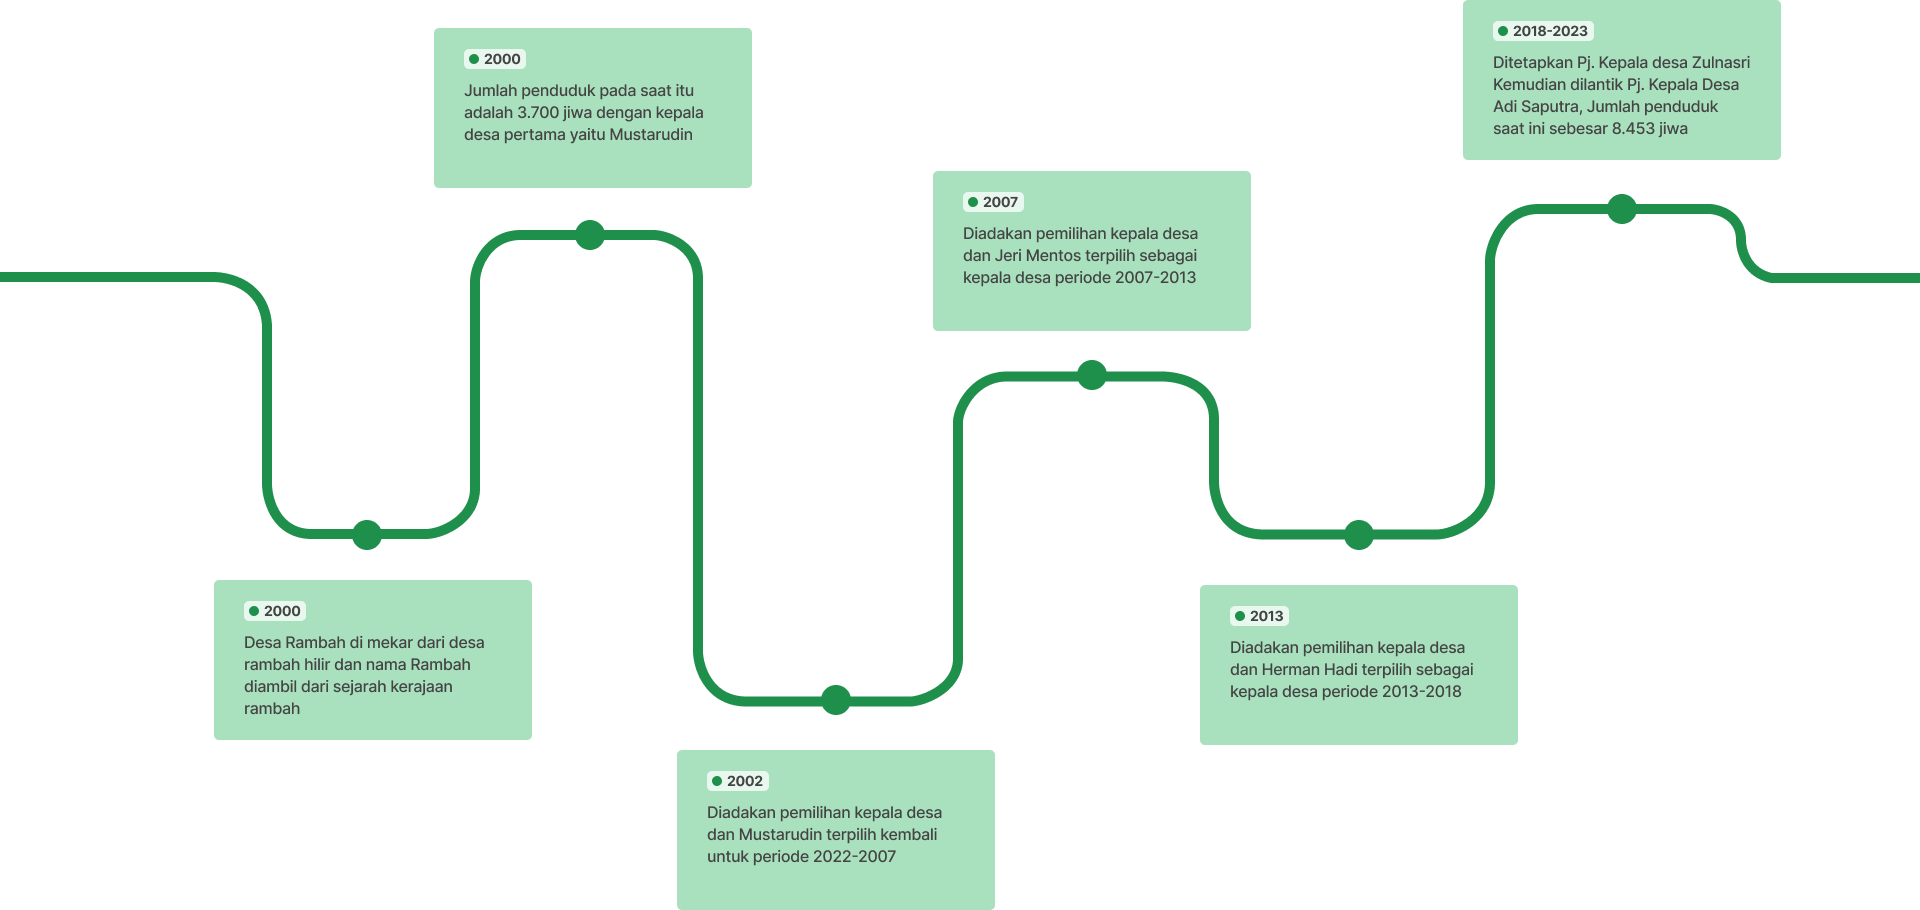 2000
Desa Rambah di mekar dari desa
rambah hilir dan nama Rambah
diambil dari sejarah kerajaan
rambah
2000
Jumlah penduduk pada saat itu
adalah 3.700 jiwa dengan kepala
desa pertama yaitu Mustarudin
2002
Diadakan pemilihan kepala desa
dan Mustarudin terpilih kembali
untuk periode 2022-2007
2007
Diadakan pemilihan kepala desa
dan Jeri Mentos terpilih sebagai
kepala desa periode 2007-2013
2013
Diadakan pemilihan kepala desa
dan Herman Hadi terpilih sebagai
kepala desa periode 2013-2018
2018-2023
Ditetapkan Pj. Kepala desa Zulnasri
Kemudian dilantik Pj. Kepala Desa
Adi Saputra, Jumlah penduduk
saat ini sebesar 8.453 jiwa